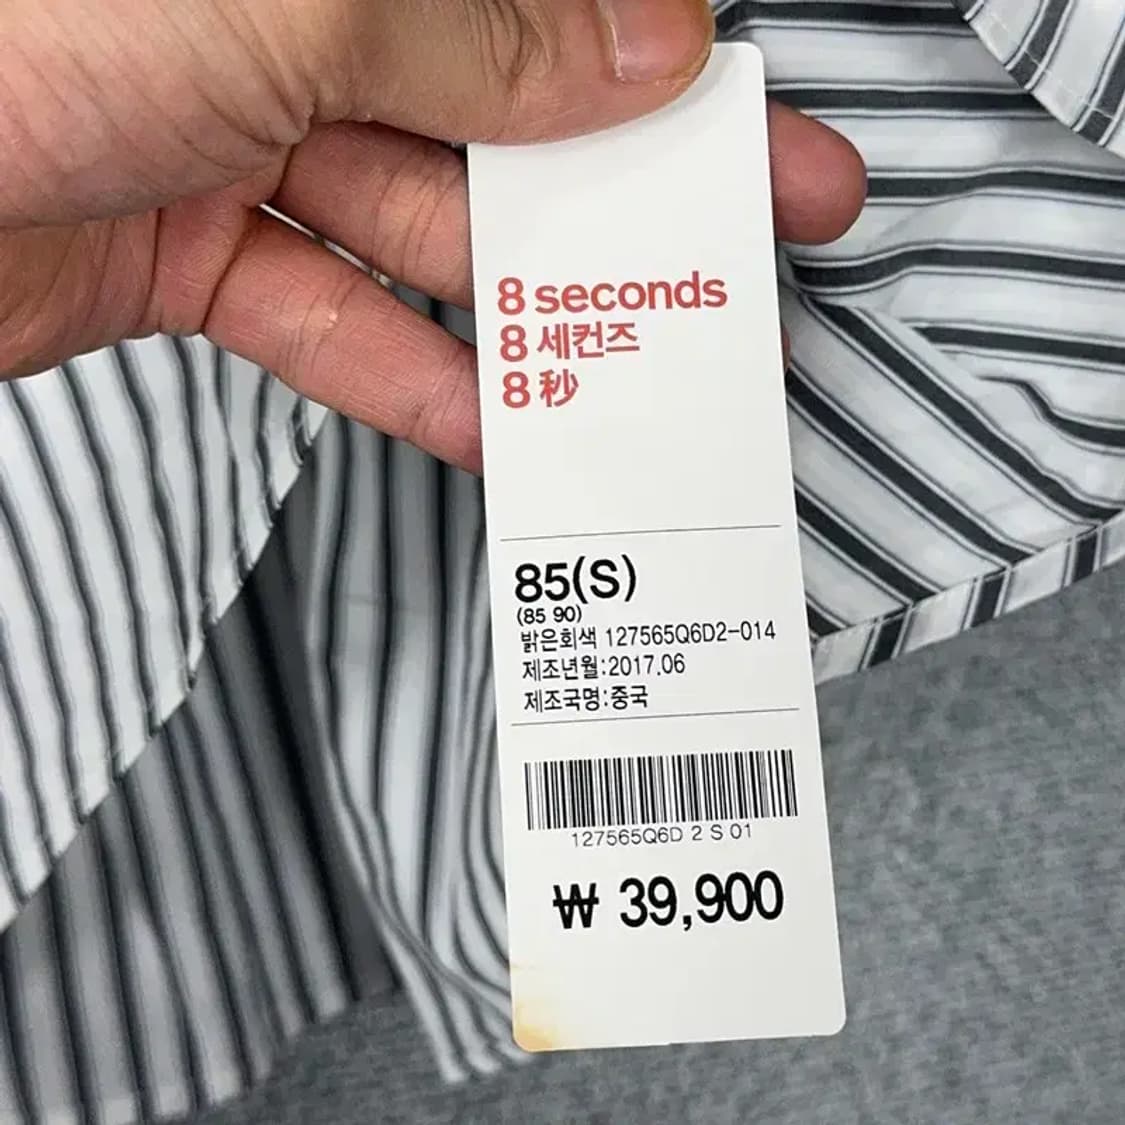 8 seconds
8 세컨즈
8 秒
85(S)
(85 90)
밝은회색 127565Q6D2-014
제조년월:2017.06
제조국명:중국
127565Q6D 2 S 01
₩ 39,900